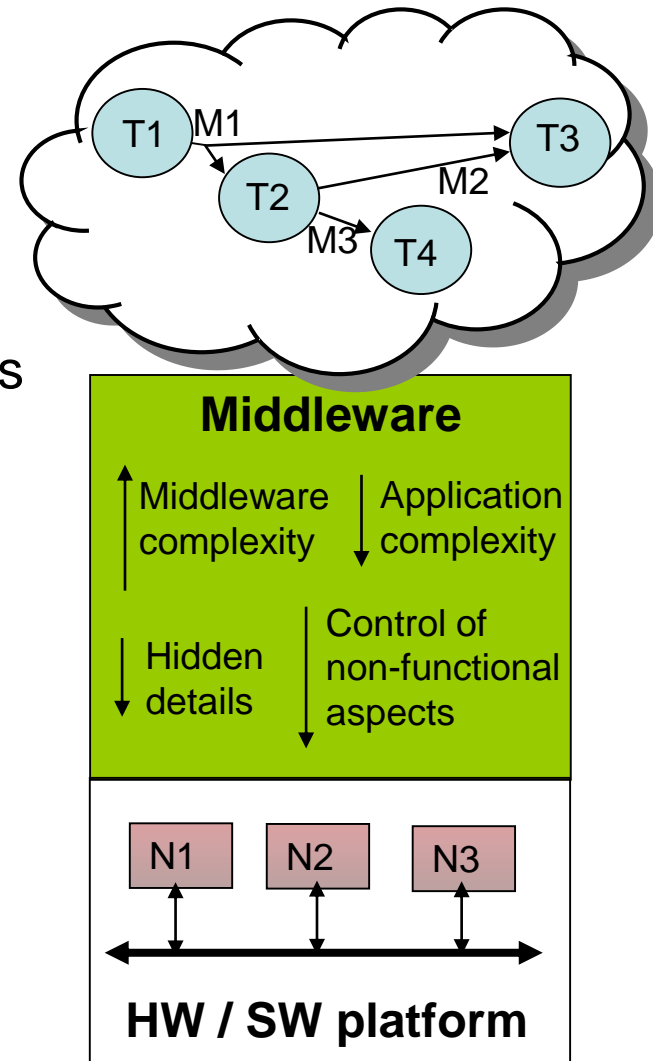 T1
M1
T3
T2
M2
M3
T4
s
Middleware
Middleware
complexity
Application
complexity
Hidden
details
Control of
non-functional
aspects
N1
N2
N3
HW / SW platform